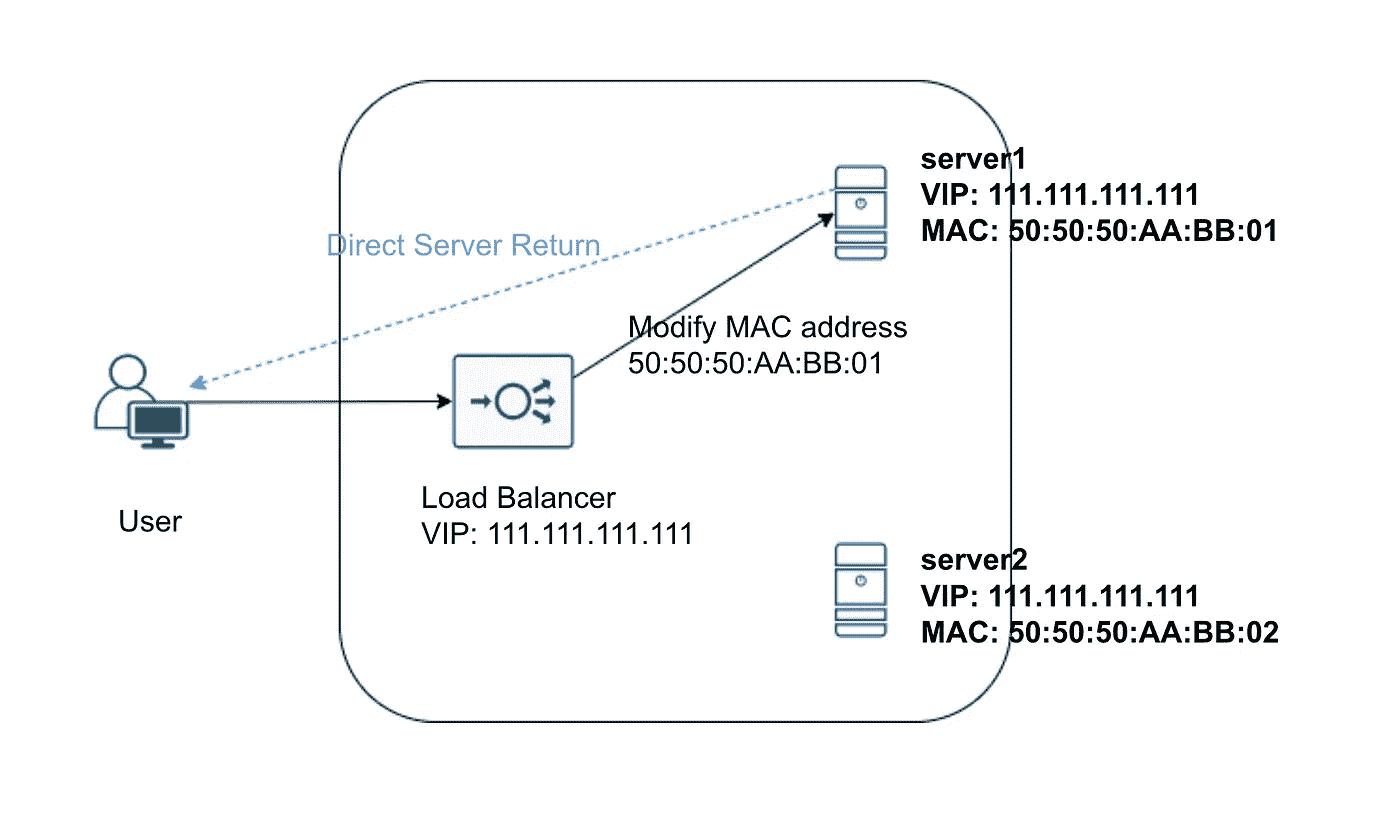 server1
VIP: 111.111.111.111
MAC: 50:50:50:AA:BB:01
Direct Server Return
Modify MAC address
50:50:50:AA:BB:01
Load Balancer
VIP: 111.111.111.111
User
server2
VIP: 111.111.111.111
MAC: 50:50:50:AA:BB:02